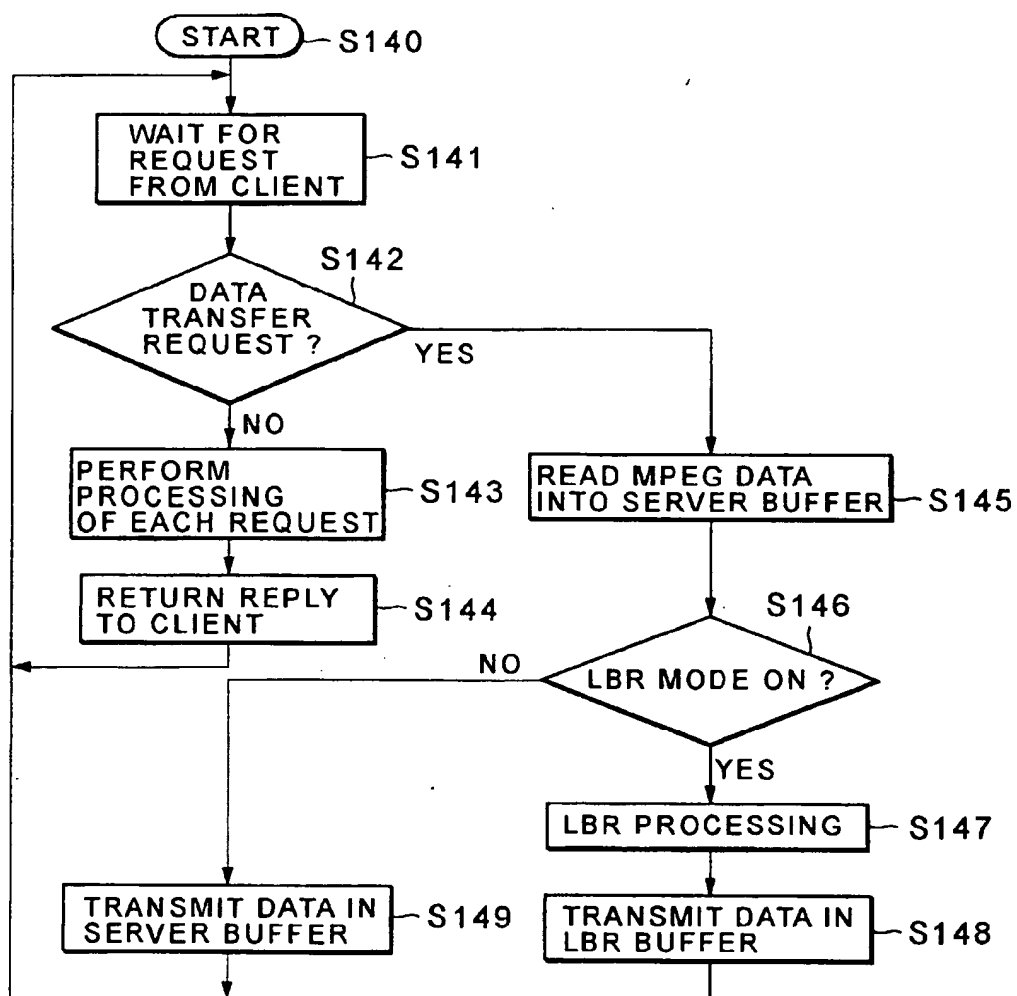 START
S140
WAIT FOR
REQUEST
FROM CLIENT
S141
S142
DATA
TRANSFER
REQUEST ?
YES
NO
PERFORM
PROCESSING
OF EACH REQUEST
S143
READ MPEG DATA
INTO SERVER BUFFER
S145
RETURN REPLY
TO CLIENT
S144
S146
NO
LBR MODE ON ?
YES
LBR PROCESSING
S147
TRANSMIT DATA IN
SERVER BUFFER
S149
TRANSMIT DATA IN
LBR BUFFER
S148